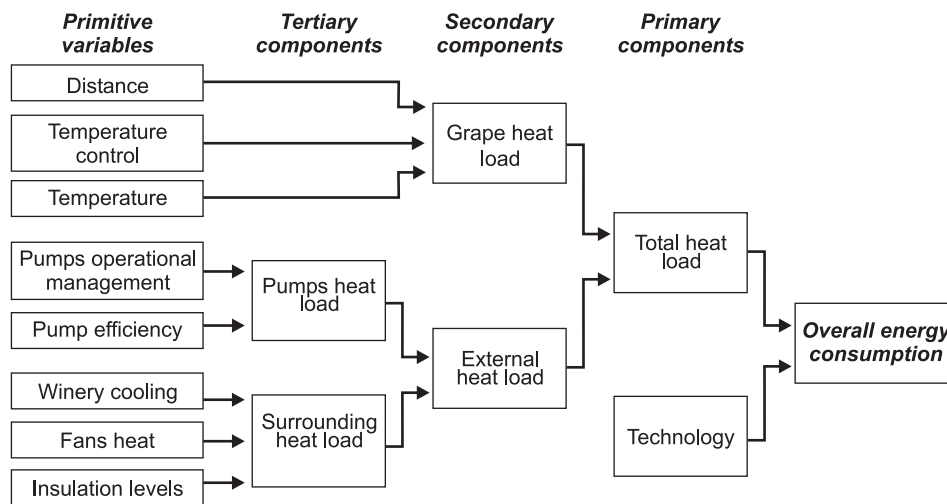 Primitive
variables
Tertiary
components
Secondary
components
Primary
components
Distance
Temperature
control
Temperature
Pumps operational
management
Pump efficiency
Winery cooling
Fans heat
Insulation levels
Pumps heat
load
Surrounding
heat load
Grape heat
load
External
heat load
Total heat
load
Technology
Overall energy
consumption